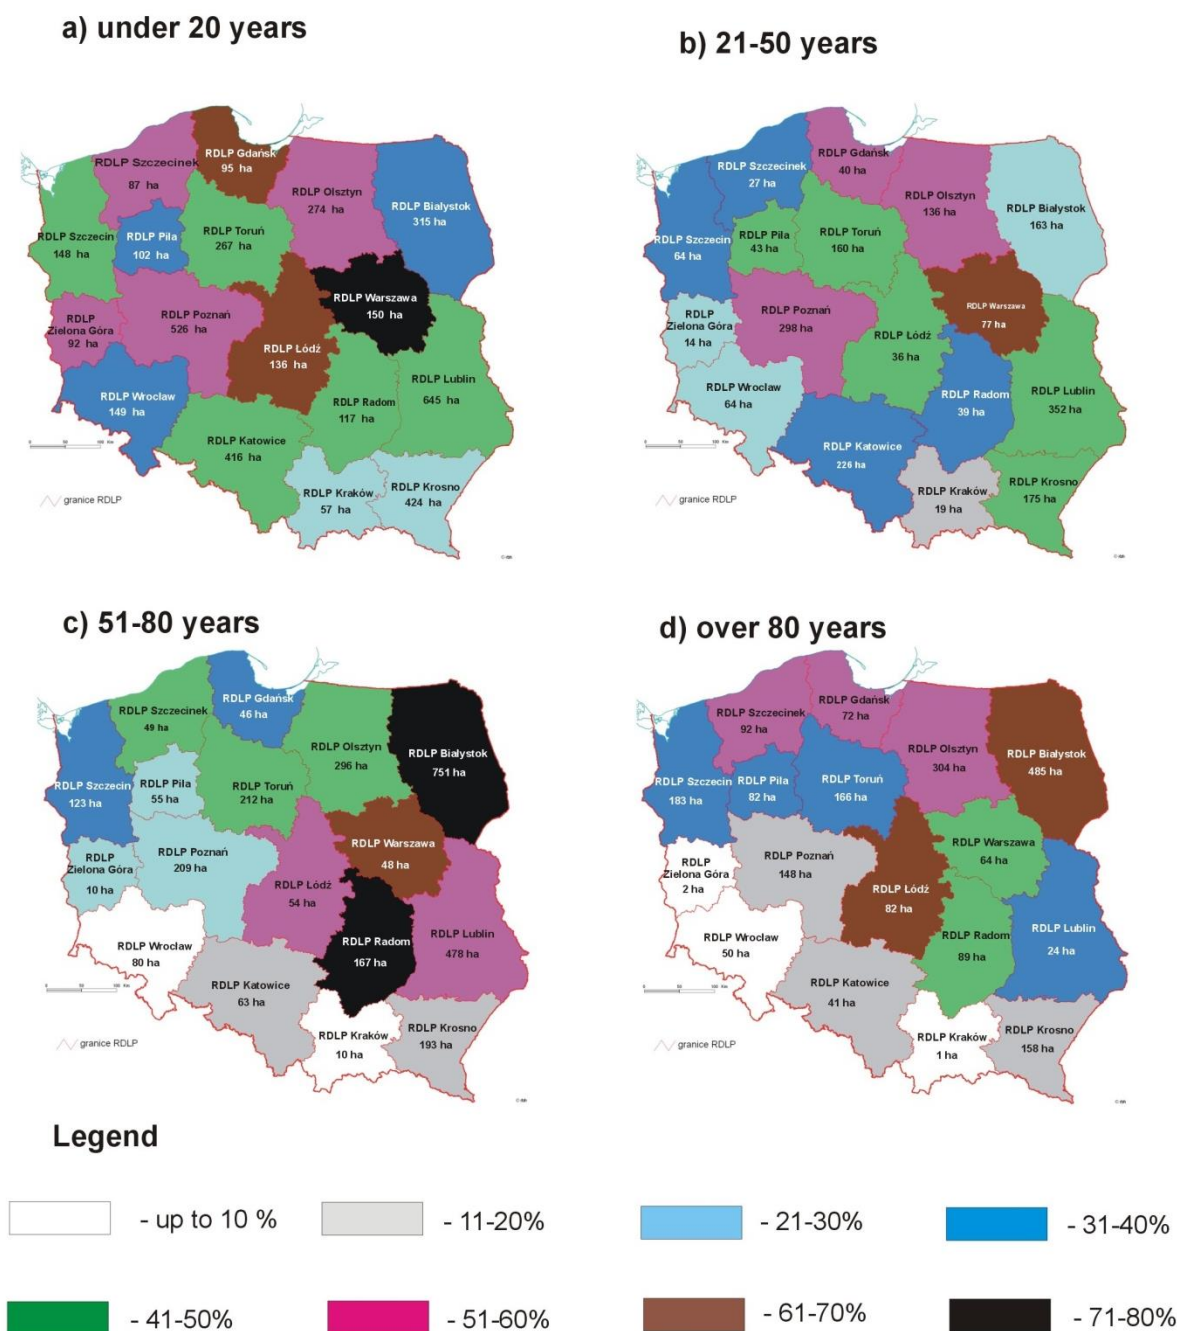 a) under 20 years
b) 21-50 years
RDLP Szczecinek
87 ha
RDLP Gdańsk
95 ha
RDLP Olsztyn
274 ha
RDLP Bialystok
315 ha
RDLP Szczecin
148 ha
RDLP Piła
102 ha
RDLP Toruń
267 ha
RDLP Warszawa
150 ha
RDLP
Zielona Góra
92 ha
RDLP Poznań
526 ha
RDLP Łódź
136 ha
RDLP Wrocław
149 ha
RDLP Radom
117 ha
RDLP Lublin
645 ha
RDLP Katowice
416 ha
RDLP Kraków
57 ha
RDLP Krosno
424 ha
granice RDLP
RDLP Szczecinek
27 ha
RDLP Gdańsk
40 ha
RDLP Olsztyn
136 ha
RDLP Bialystok
163 ha
RDLP Szczecin
64 ha
RDLP Piła
43 ha
RDLP Toruń
160 ha
RDLP Warszawa
77 ha
RDLP
Zielona Góra
14 ha
RDLP Poznań
298 ha
RDLP Łódź
36 ha
RDLP Wrocław
64 ha
RDLP Radom
39 ha
RDLP Lublin
352 ha
RDLP Katowice
226 ha
RDLP Kraków
19 ha
RDLP Krosno
175 ha
granice RDLP
c) 51-80 years
d) over 80 years
RDLP Szczecinek
49 ha
RDLP Gdańsk
46 ha
RDLP Olsztyn
296 ha
RDLP Bialystok
751 ha
RDLP Szczecin
123 ha
RDLP Piła
55 ha
RDLP Toruń
212 ha
RDLP Warszawa
48 ha
RDLP
Zielona Góra
10 ha
RDLP Poznań
209 ha
RDLP Łódź
54 ha
RDLP Wrocław
80 ha
RDLP Radom
167 ha
RDLP Lublin
478 ha
RDLP Katowice
63 ha
RDLP Kraków
10 ha
RDLP Krosno
193 ha
granice RDLP
RDLP Szczecinek
92 ha
RDLP Gdańsk
72 ha
RDLP Olsztyn
304 ha
RDLP Bialystok
485 ha
RDLP Szczecin
183 ha
RDLP Piła
82 ha
RDLP Toruń
166 ha
RDLP Warszawa
64 ha
RDLP
Zielona Góra
2 ha
RDLP Poznań
148 ha
RDLP Łódź
82 ha
RDLP Wrocław
50 ha
RDLP Radom
89 ha
RDLP Lublin
24 ha
RDLP Katowice
41 ha
RDLP Kraków
1 ha
RDLP Krosno
158 ha
granice RDLP
Legend
- up to 10 %
- 11-20%
- 21-30%
- 31-40%
- 41-50%
- 51-60%
- 61-70%
- 71-80%